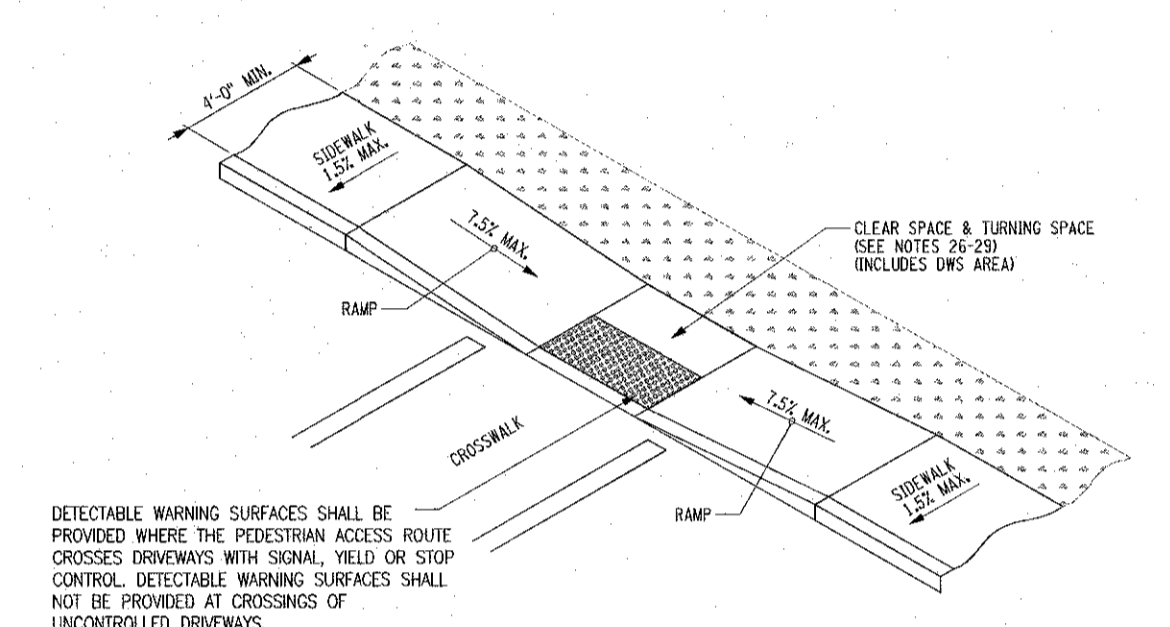 4'-0" MIN.
SIDEWALK
1.5% MAX.
7.5% MAX.
CLEAR SPACE & TURNING SPACE
(SEE NOTES 26-29)
(INCLUDES DWS AREA)
RAMP
7.5% MAX.
CROSSWALK
SIDEWALK
1.5% MAX.
RAMP
DETECTABLE WARNING SURFACES SHALL BE
PROVIDED WHERE THE PEDESTRIAN ACCESS ROUTE
CROSSES DRIVEWAYS WITH SIGNAL, YIELD OR STOP
CONTROL. DETECTABLE WARNING SURFACES SHALL
NOT BE PROVIDED AT CROSSINGS OF
UNCONTROLLED DRIVEWAYS